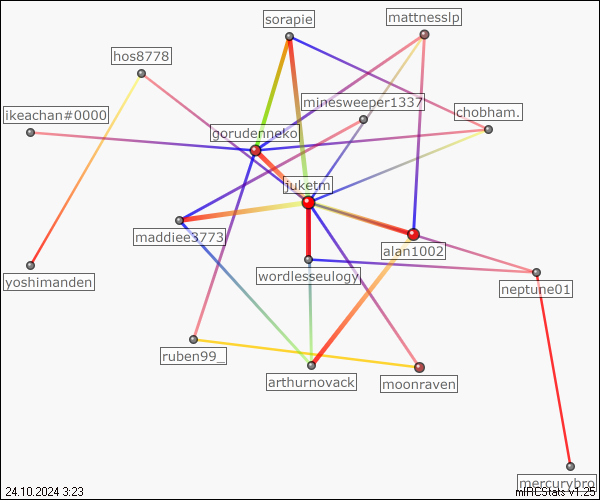 sorapie
mattnesslp
hos8778
minesweeper1337
ikeachan#0000
chobham.
gorudenneko
juketm
maddiee3773
alan1002
wordlesseulogy
yoshimanden
neptune01
ruben99_
arthurnovack
moonraven
mercurybro
24.10.2024 3:23
mIRCStats v1.25